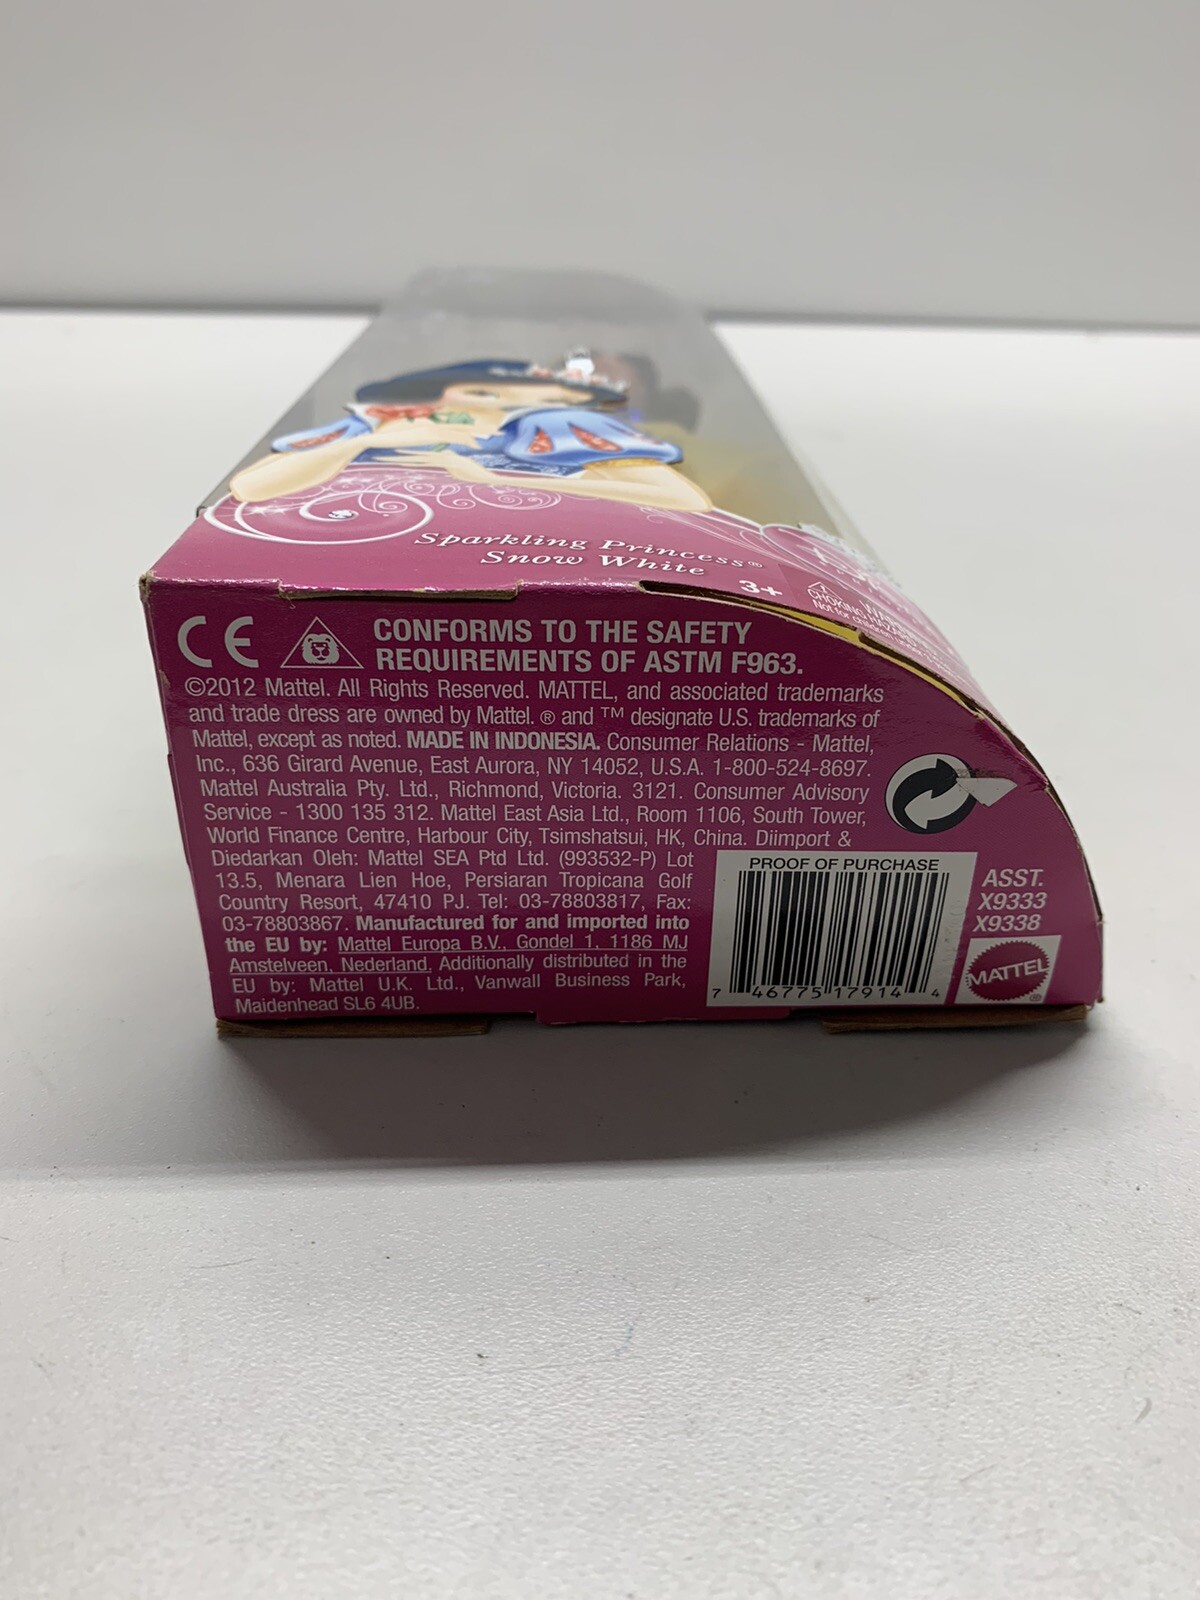 Sparkling Princess®
Snow White
3+
CHOKING HAZARD
CE
CONFORMS TO THE SAFETY
REQUIREMENTS OF ASTM F963.
©2012 Mattel. All Rights Reserved. MATTEL, and associated trademarks
and trade dress are owned by Mattel. ® and ™ designate U.S. trademarks of
Mattel, except as noted. MADE IN INDONESIA. Consumer Relations - Mattel,
Inc., 636 Girard Avenue, East Aurora, NY 14052, U.S.A. 1-800-524-8697.
Mattel Australia Pty. Ltd., Richmond, Victoria. 3121. Consumer Advisory
Service - 1300 135 312. Mattel East Asia Ltd., Room 1106, South Tower,
World Finance Centre, Harbour City, Tsimshatsui, HK, China. Diimport &
Diedarkan Oleh: Mattel SEA Ptd Ltd. (993532-P) Lot
13.5, Menara Lien Hoe, Persiaran Tropicana Golf
Country Resort, 47410 PJ. Tel: 03-78803817, Fax:
03-78803867. Manufactured for and imported into
the EU by: Mattel Europa B.V., Gondel 1, 1186 MJ
Amstelveen, Nederland. Additionally distributed in the
EU by: Mattel U.K. Ltd., Vanwall Business Park,
Maidenhead SL6 4UB.
PROOF OF PURCHASE
7 46775 17914 4
ASST.
X9333
X9338
MATTEL®